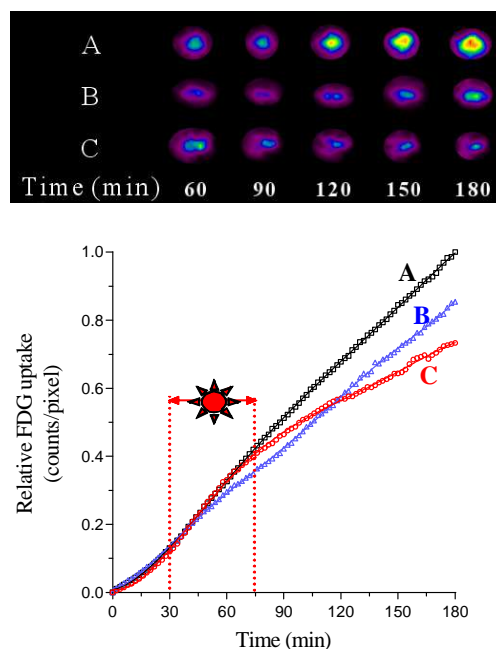 A
B
C
Time (min) 60 90 120 150 180
1.0
A
B
0.8
C
0.6
0.4
0.2
0.0
Relative FDG uptake
(counts/pixel)
0 30 60 90 120 150 180
Time (min)